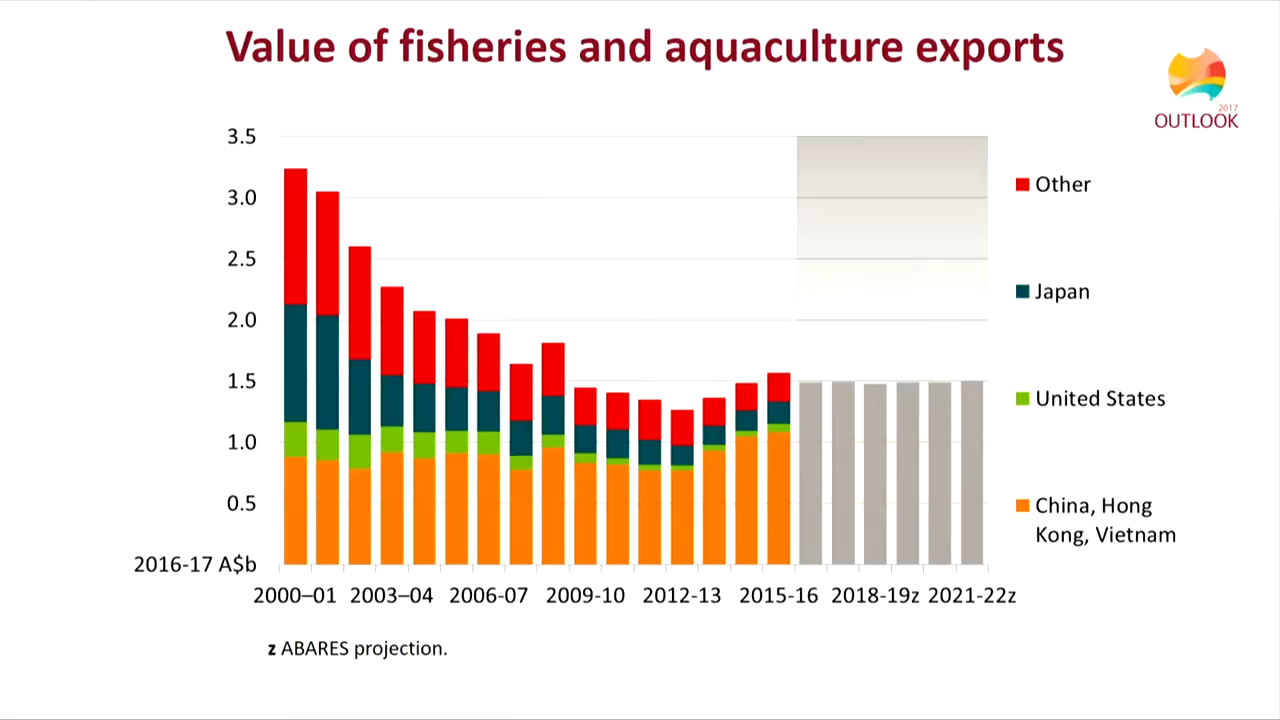 Value of fisheries and aquaculture exports
2017
OUTLOOK
3.5
3.0
2.5
2.0
1.5
1.0
0.5
2016-17 A$b
2000–01 2003–04 2006-07 2009-10 2012-13 2015-16 2018-19z 2021-22z
Other
Japan
United States
China, Hong
Kong, Vietnam
z ABARES projection.